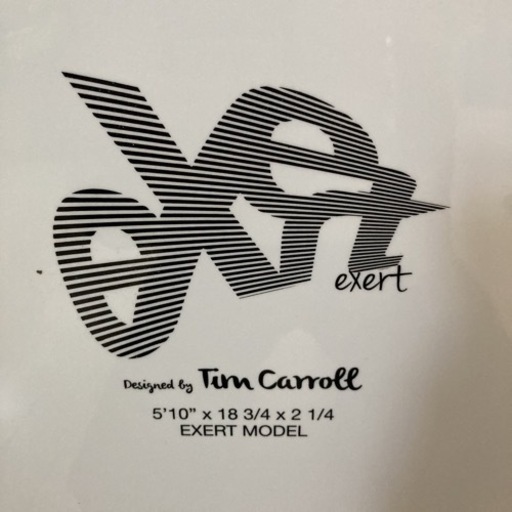 exert
exert
Designed by Tim Carroll
5'10" x 18 3/4 x 2 1/4
EXERT MODEL